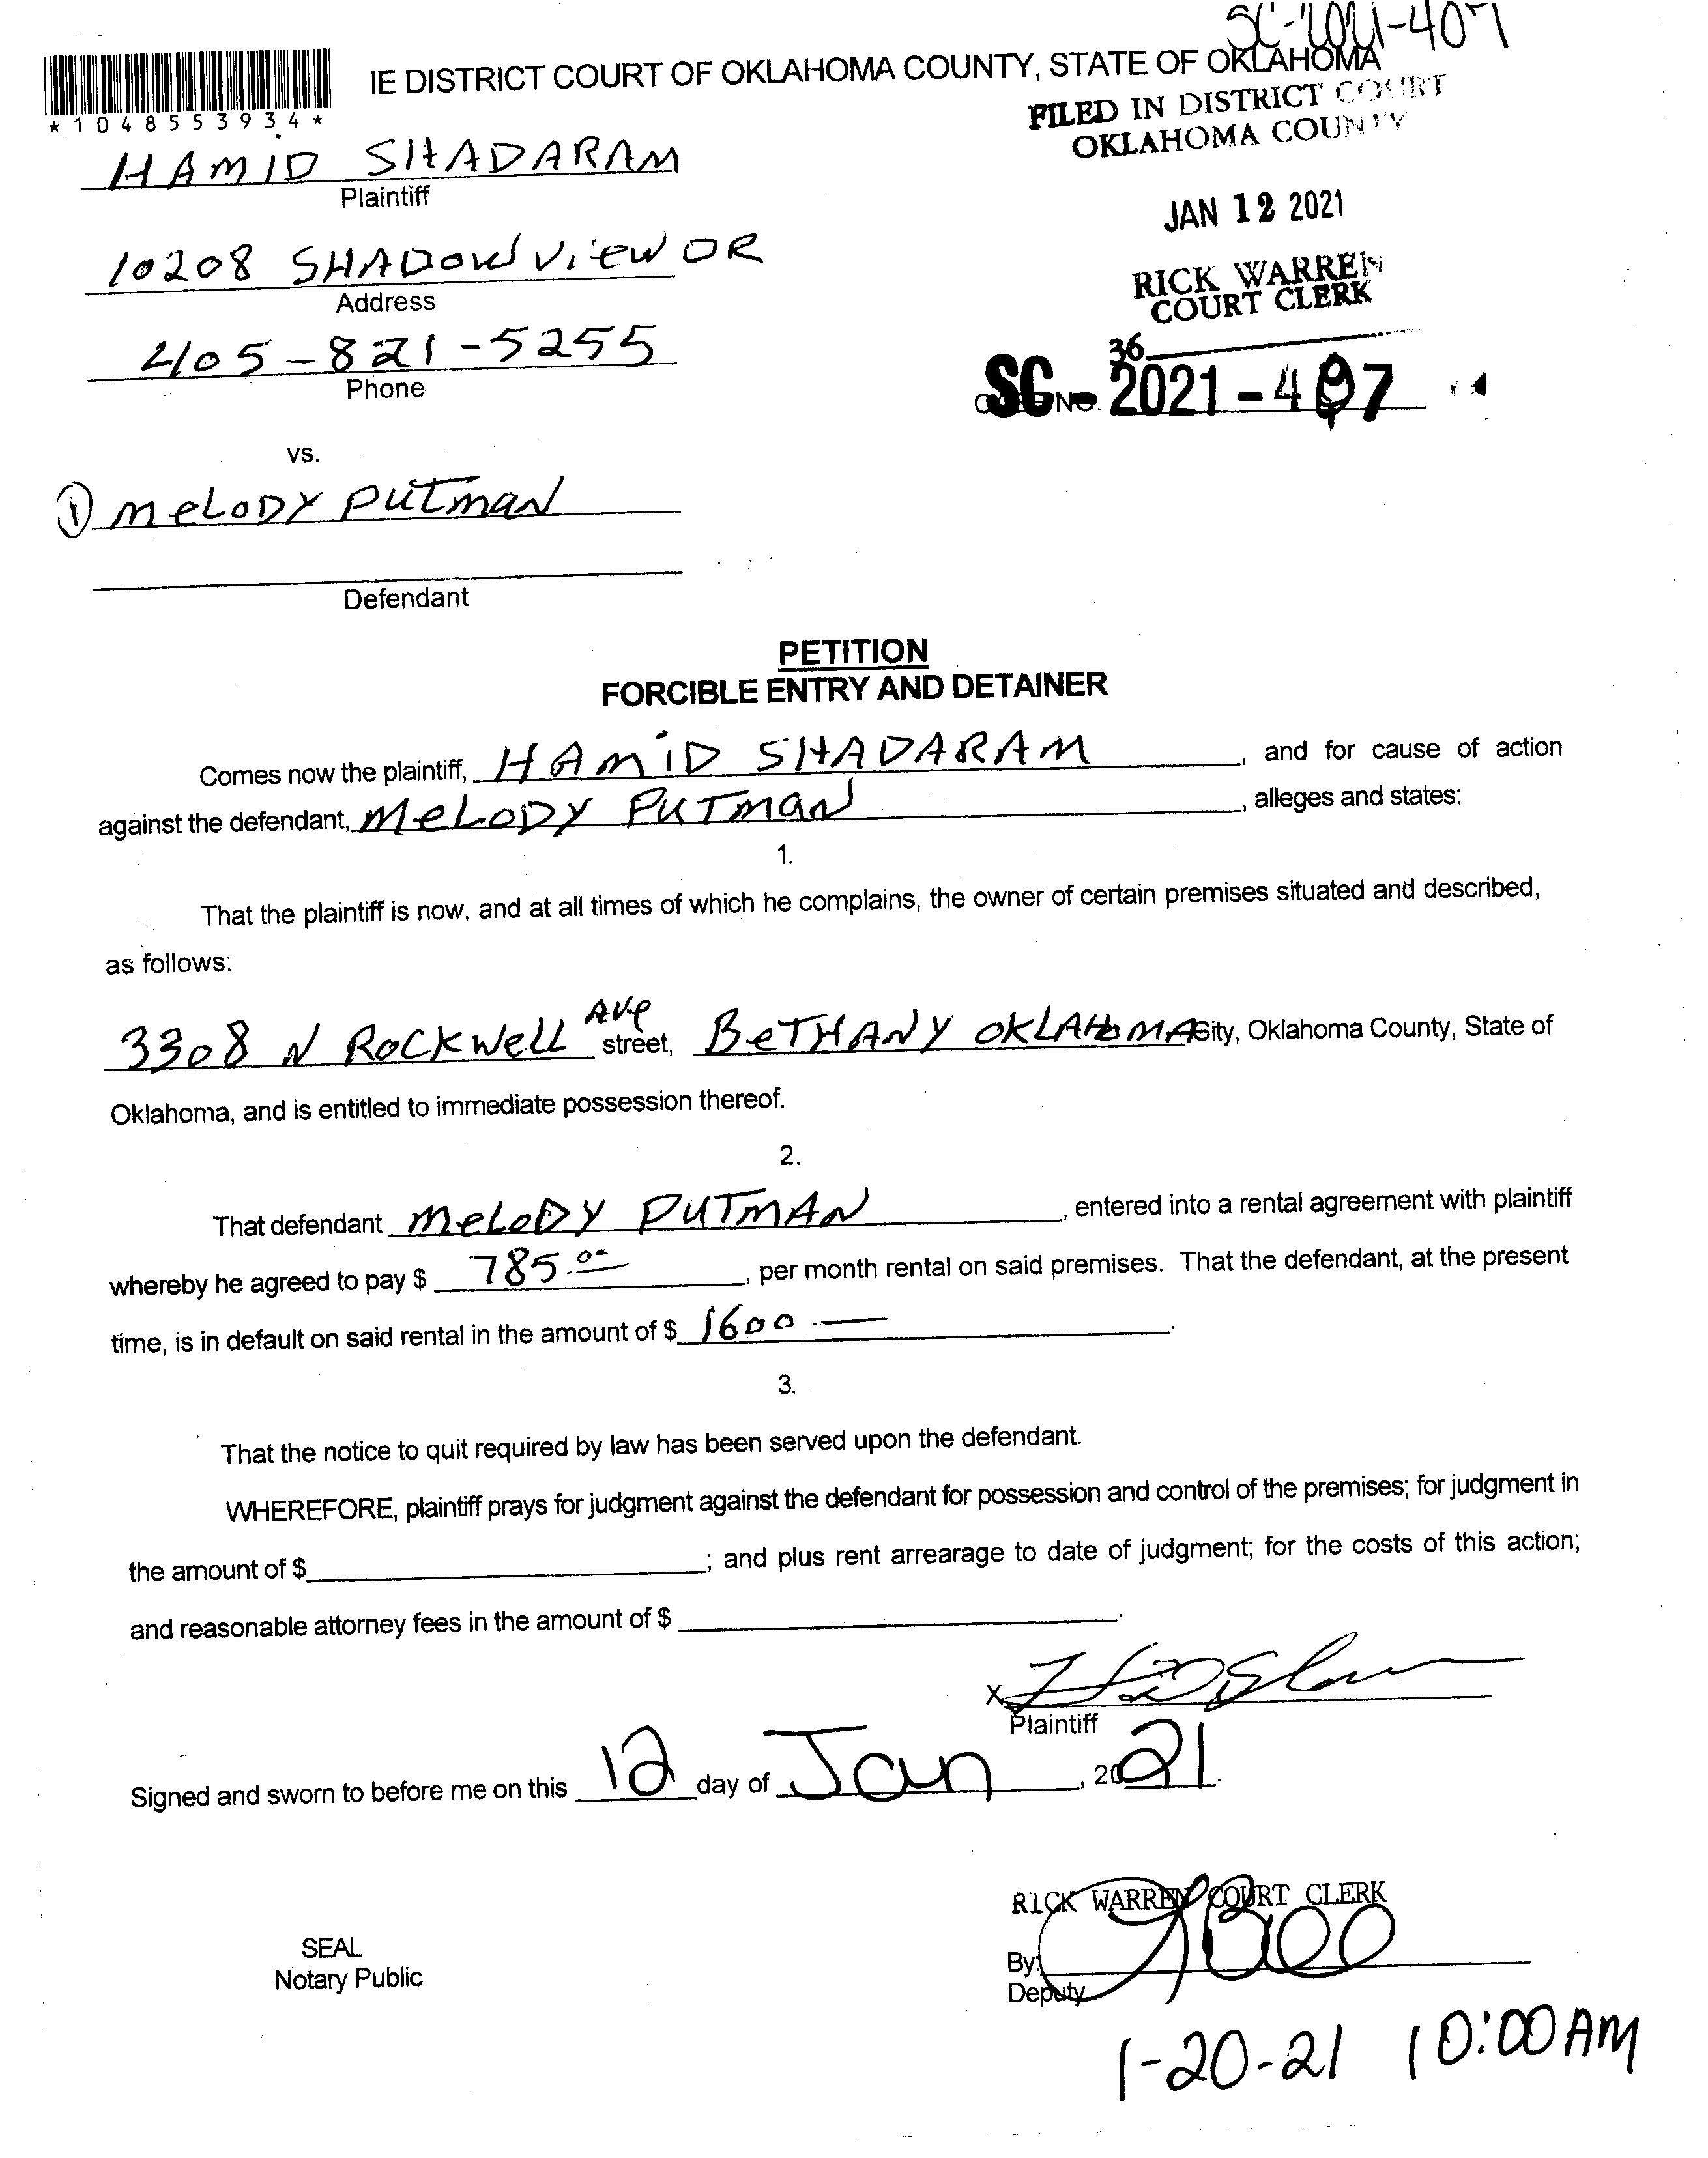 SC-2021-407
IE DISTRICT COURT OF OKLAHOMA COUNTY, STATE OF OKLAHOMA
*1048553934*
FILED IN DISTRICT COURT
OKLAHOMA COUNTY
HAMID SHADARAM
Plaintiff
JAN 12 2021
10208 SHADOWVIEW DR
Address
RICK WARREN
COURT CLERK
405-821-5255
Phone
36
SC-2021-407
vs.
① MELODY PUTMAN
Defendant
PETITION
FORCIBLE ENTRY AND DETAINER
Comes now the plaintiff, HAMID SHADARAM, and for cause of action
against the defendant, MELODY PUTMAN, alleges and states:
1.
That the plaintiff is now, and at all times of which he complains, the owner of certain premises situated and described,
as follows:
3308 N ROCKWELL Ave street, BETHANY OKLAHOMA City, Oklahoma County, State of
Oklahoma, and is entitled to immediate possession thereof.
2.
That defendant MELODY PUTMAN, entered into a rental agreement with plaintiff
whereby he agreed to pay $ 785.00, per month rental on said premises. That the defendant, at the present
time, is in default on said rental in the amount of $ 1600.—.
3.
That the notice to quit required by law has been served upon the defendant.
WHEREFORE, plaintiff prays for judgment against the defendant for possession and control of the premises; for judgment in
the amount of $; and plus rent arrearage to date of judgment; for the costs of this action;
and reasonable attorney fees in the amount of $.
X
Plaintiff
Signed and sworn to before me on this 12 day of Jan, 2021.
RICK WARREN COURT CLERK
SEAL
Notary Public
By:
Deputy
1-20-21 10:00AM